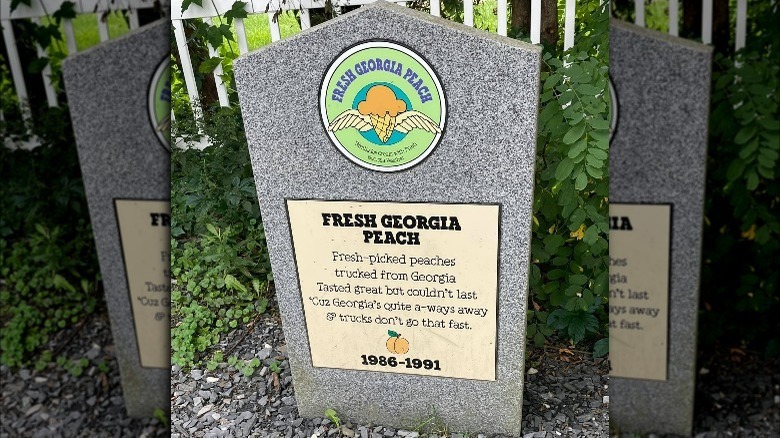 FRESH GEORGIA PEACH
FRESH GEORGIA
PEACH
Fresh-picked peaches
trucked from Georgia
Tasted great but couldn't last
'Cuz Georgia's quite a-ways away
& trucks don't go that fast.
1986-1991